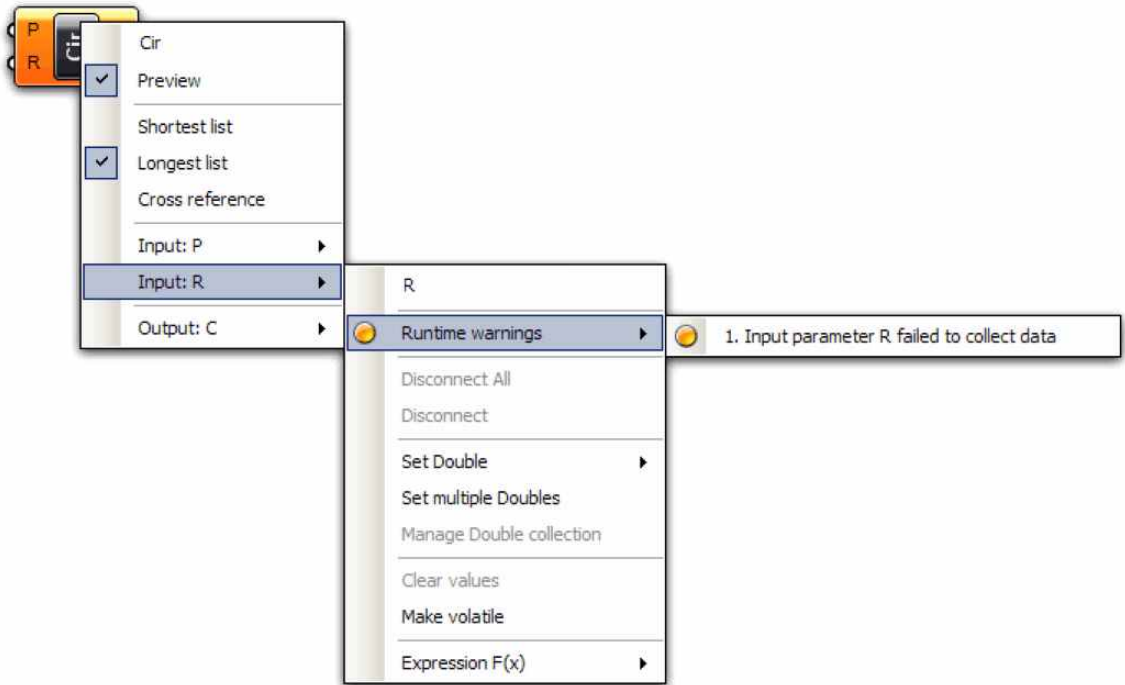 P
R
Cir
Cir
Preview
Shortest list
Longest list
Cross reference
Input: P
Input: R
Output: C
R
Runtime warnings
1. Input parameter R failed to collect data
Disconnect All
Disconnect
Set Double
Set multiple Doubles
Manage Double collection
Clear values
Make volatile
Expression F(x)